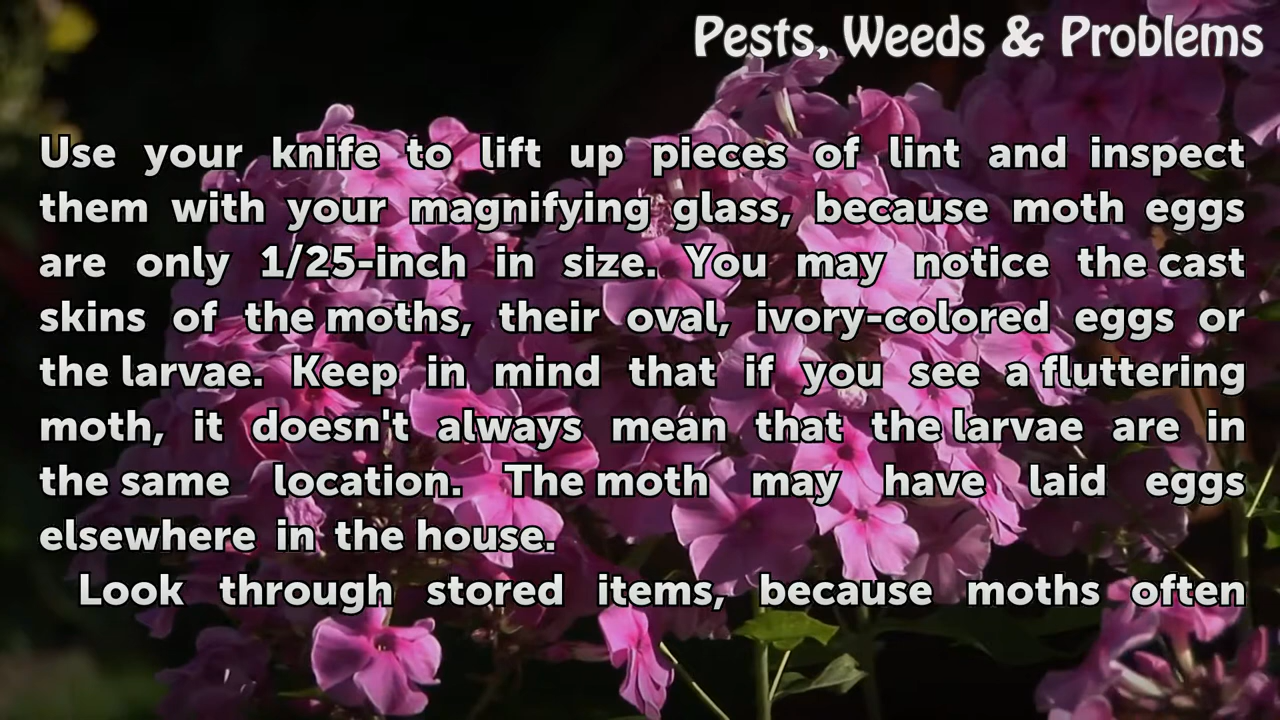 Pests, Weeds & Problems
Use your knife to lift up pieces of lint and inspect
them with your magnifying glass, because moth eggs
are only 1/25-inch in size. You may notice the cast
skins of the moths, their oval, ivory-colored eggs or
the larvae. Keep in mind that if you see a fluttering
moth, it doesn't always mean that the larvae are in
the same location. The moth may have laid eggs
elsewhere in the house.
Look through stored items, because moths often